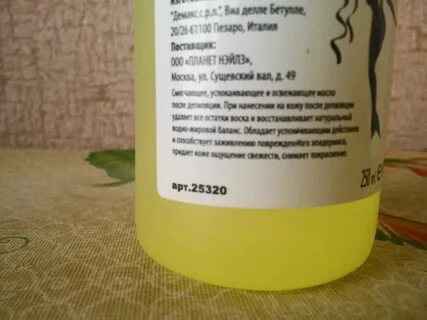 "Демакс с.р.л.", Виа делле Бетулле,
20/26 61100 Пезаро, Италия
Поставщик:
ООО «ПЛАНЕТ НЭЙЛЗ»,
Москва, ул. Сущевский вал, д. 49
Смягчающее, успокаивающее и освежающее масло
после депиляции. При нанесении на кожу после депиляции
удаляет все остатки воска и восстанавливает натуральный
водно-жировой баланс. Обладает успокаивающим действием
и способствует заживлению поврежденного эпидермиса,
придает коже ощущение свежести, снимает покраснение.
арт.25320
250 ml